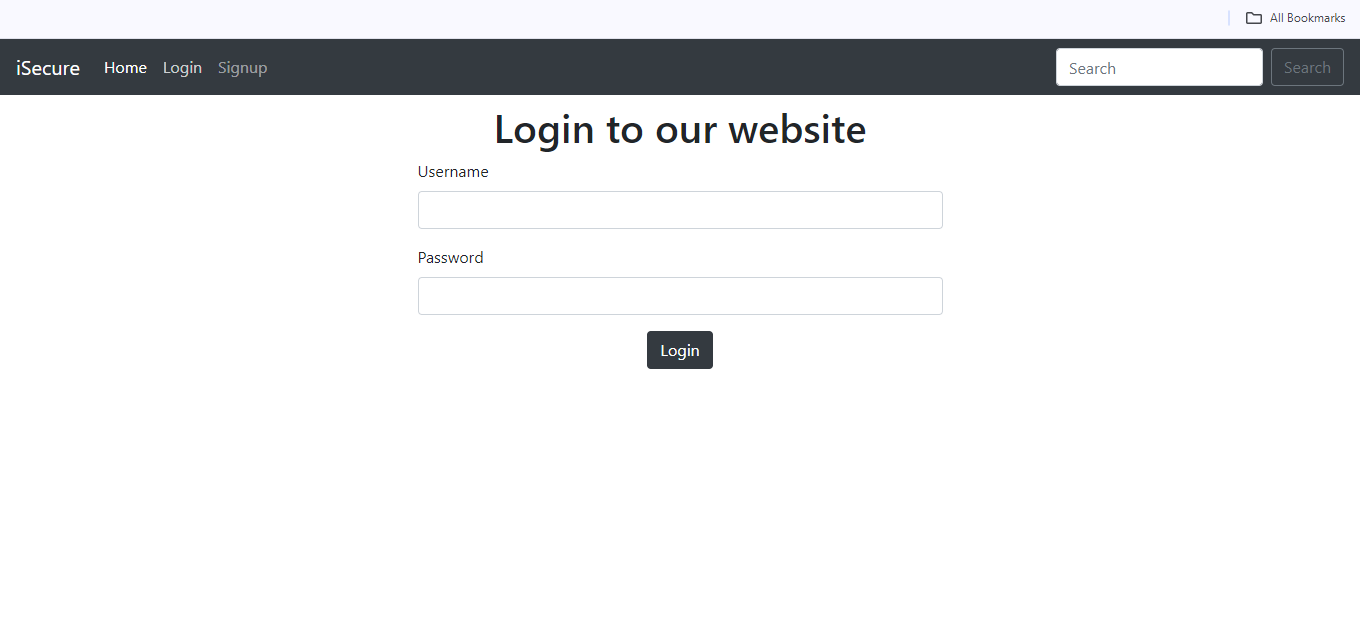 All Bookmarks
iSecure Home Login Signup Search Search
Login to our website
Username
Password
Login